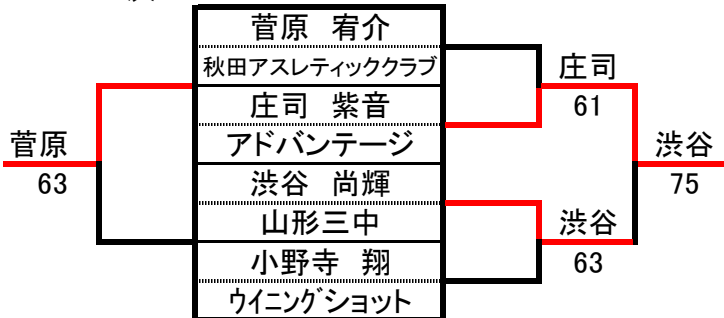 菅原 宥介
秋田アスレティッククラブ
庄司 紫音
アドバンテージ
渋谷 尚輝
山形三中
小野寺 翔
ウイニングショット
菅原
63
庄司
61
渋谷
63
渋谷
75